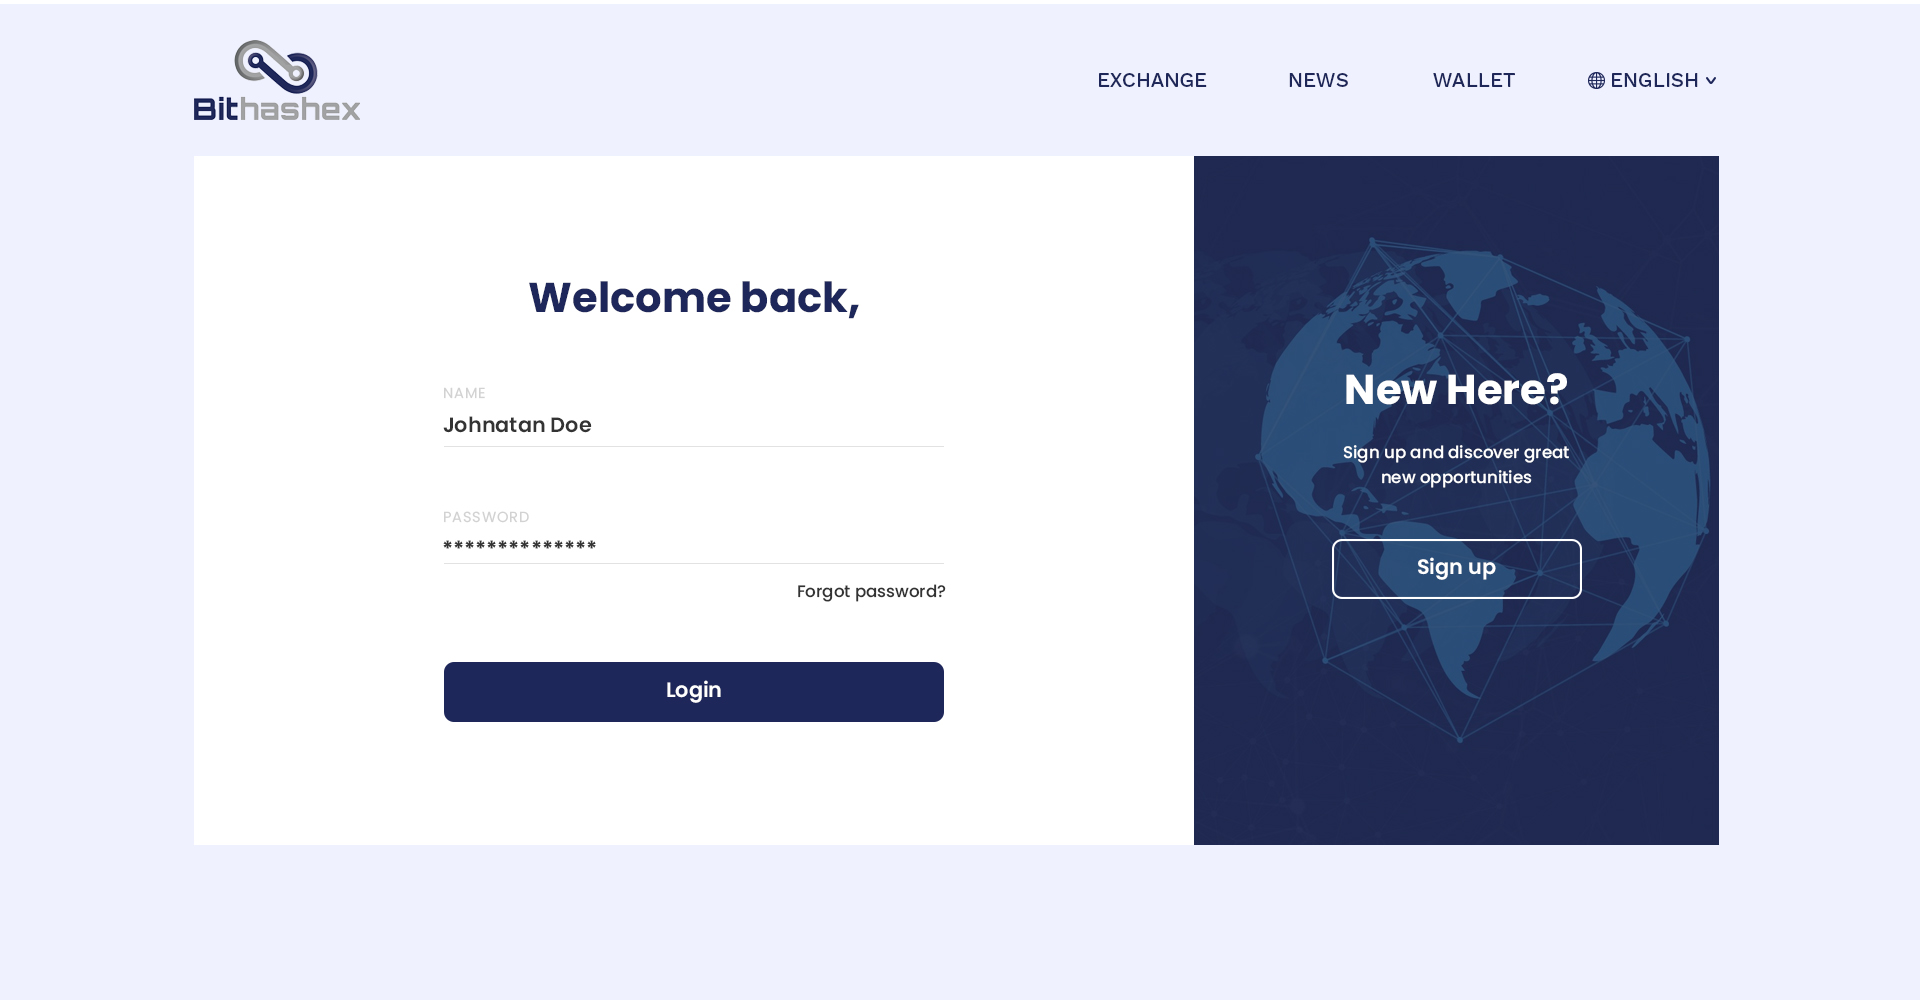 Bithashex
EXCHANGE
NEWS
WALLET
ENGLISH
Welcome back,
NAME
Johnatan Doe
PASSWORD
**************
Forgot password?
Login
New Here?
Sign up and discover great
new opportunities
Sign up